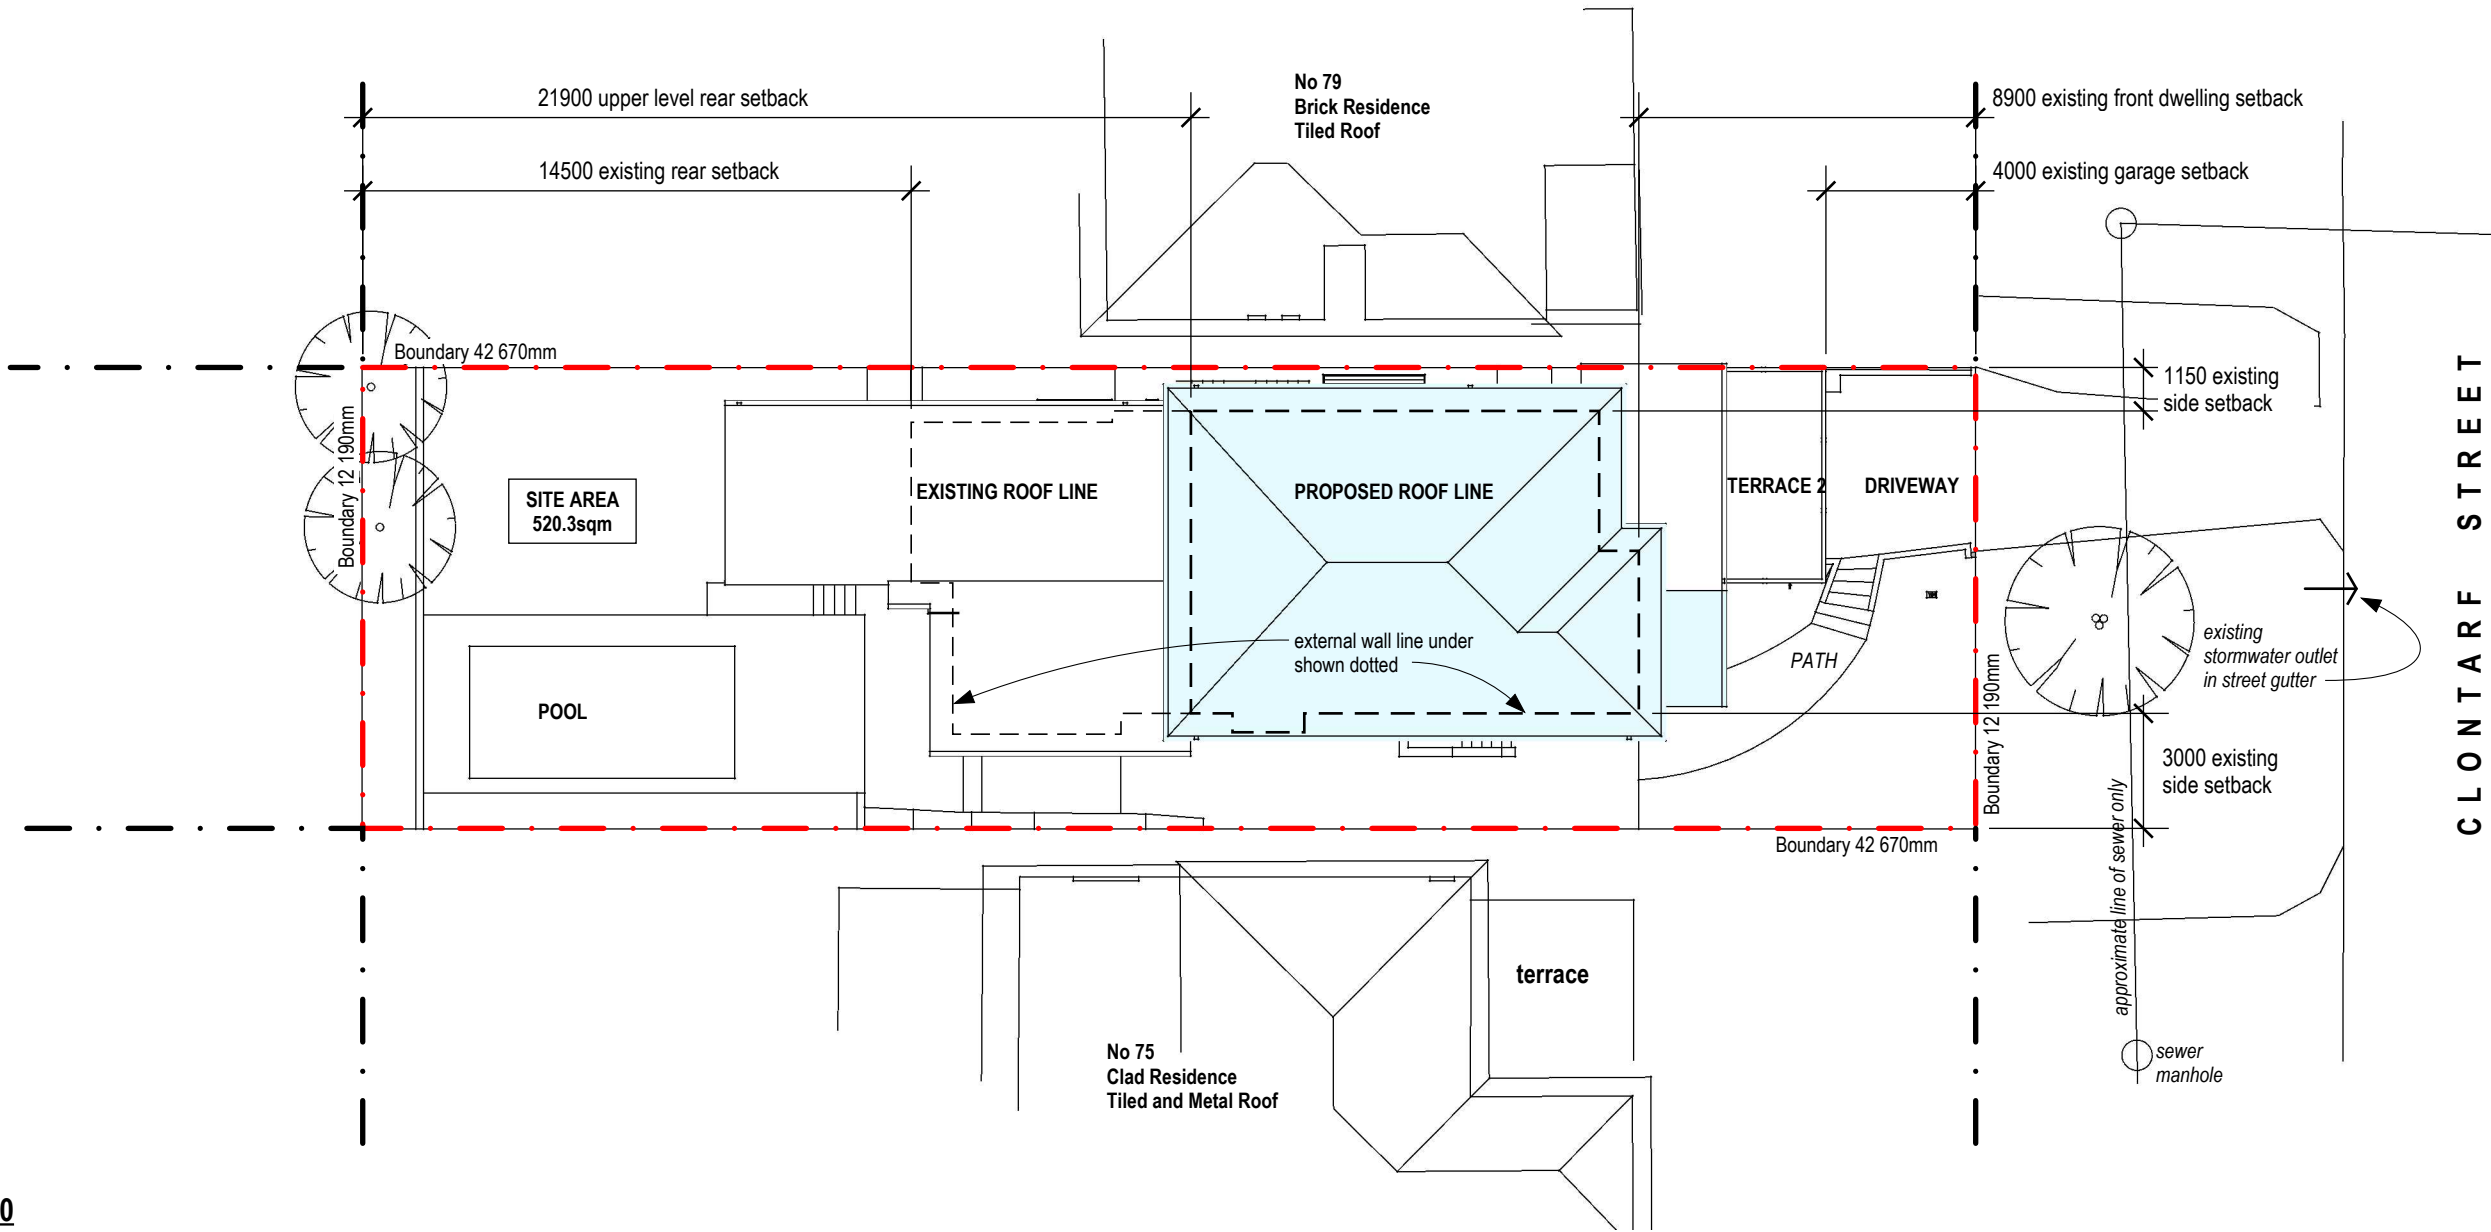 No 79
Brick Residence
Tiled Roof
21900 upper level rear setback
8900 existing front dwelling setback
14500 existing rear setback
4000 existing garage setback
Boundary 42 670mm
1150 existing
side setback
Boundary 12 190mm
SITE AREA
520.3sqm
EXISTING ROOF LINE
PROPOSED ROOF LINE
TERRACE 2
DRIVEWAY
CLONTARF STREET
external wall line under
shown dotted
PATH
existing
stormwater outlet
in street gutter
POOL
Boundary 12 190mm
3000 existing
side setback
approximate line of sewer only
Boundary 42 670mm
terrace
No 75
Clad Residence
Tiled and Metal Roof
sewer
manhole
0